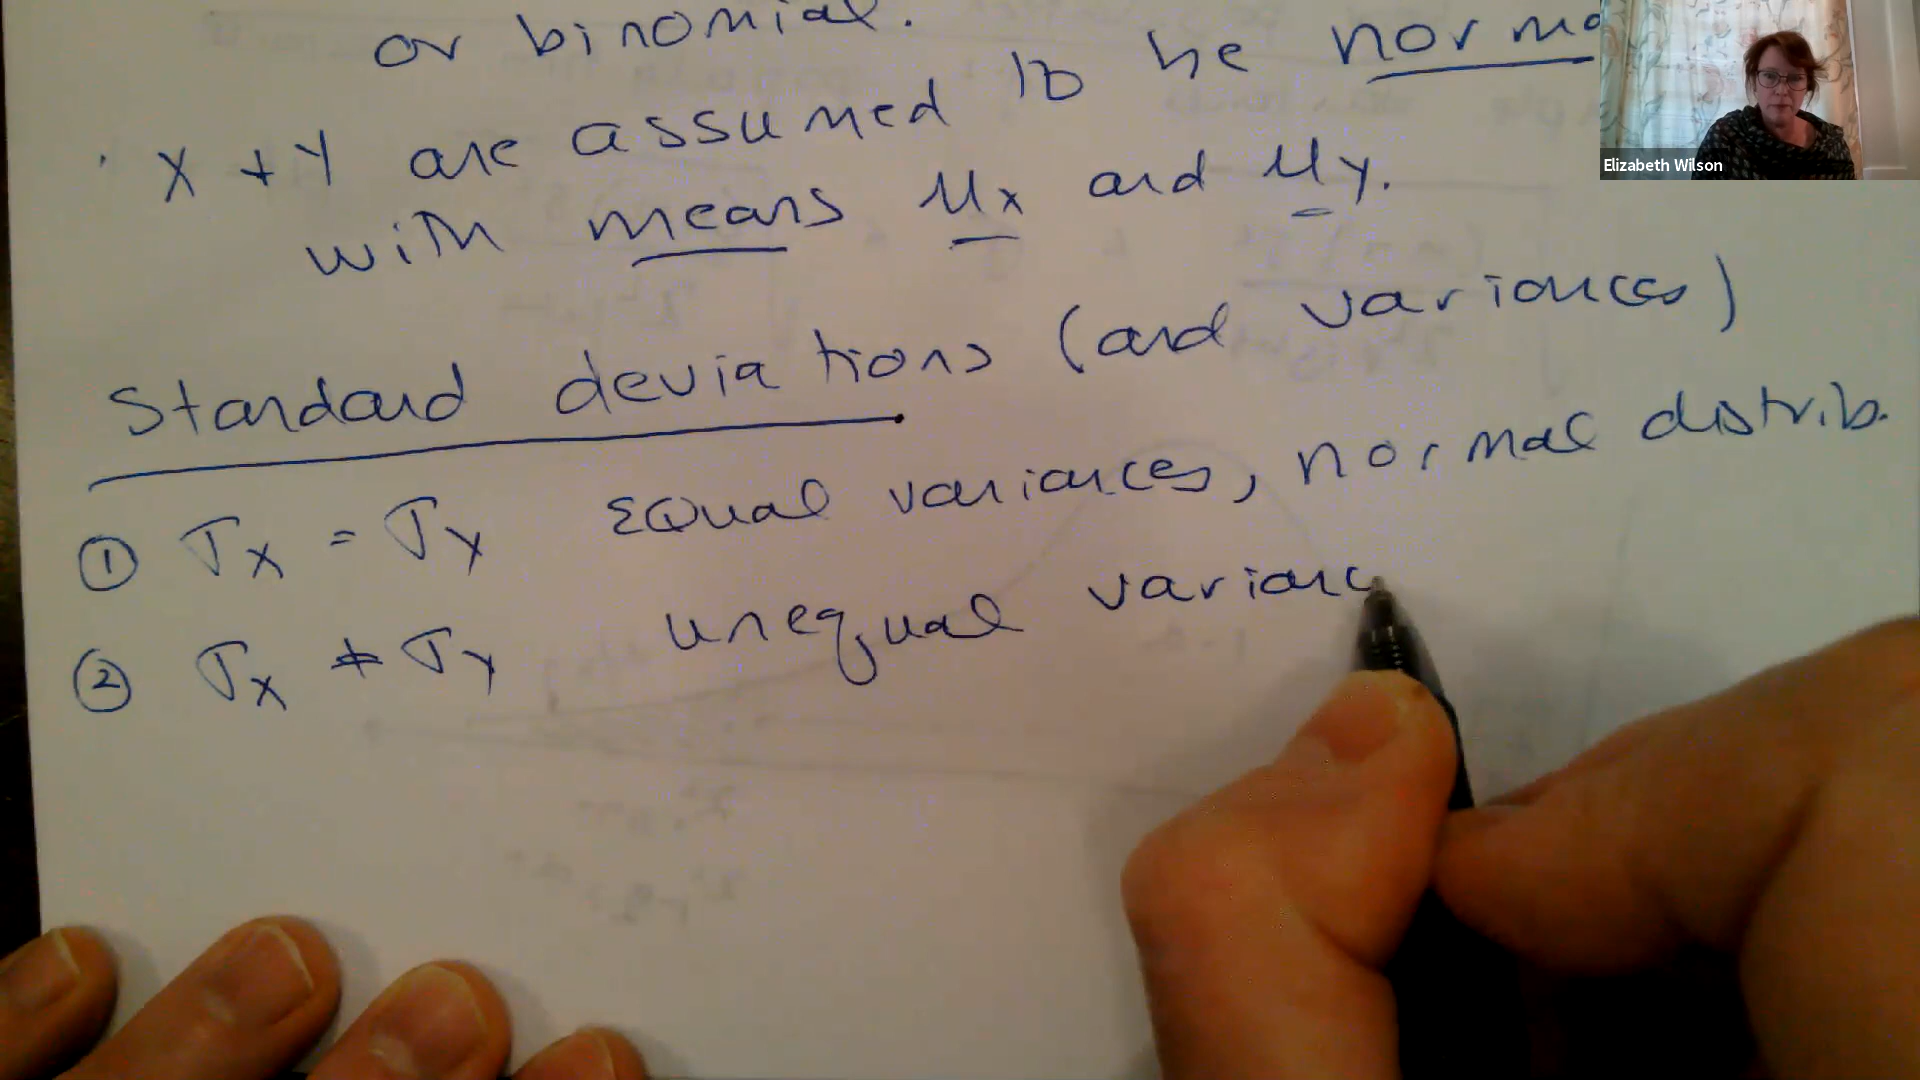 or binomial.
· X + Y are assumed to be norma
with means μx and μy.
Standard deviations (and variances)
① σx = σy Equal variances, normal distrib.
② σx ≠ σy unequal varianc
Elizabeth Wilson